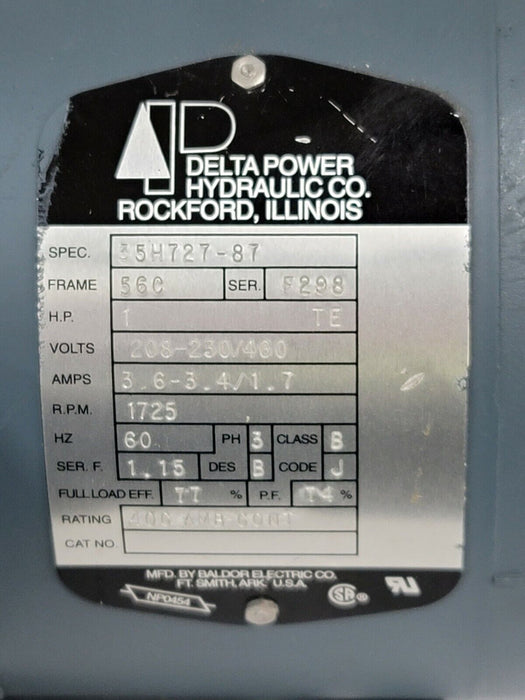 DELTA POWER
HYDRAULIC CO.
ROCKFORD, ILLINOIS
SPEC. 35H727-87
FRAME 56C SER. F298
H.P. 1 TE
VOLTS 208-230/460
AMPS 3.6-3.4/1.7
R.P.M. 1725
HZ 60 PH 3 CLASS B
SER. F. 1.15 DES B CODE J
FULL LOAD EFF. 77 % P.F. 74 %
RATING 40C AMB-CONT
CAT NO
MFD. BY BALDOR ELECTRIC CO.
FT. SMITH, ARK. U.S.A.
NP0454